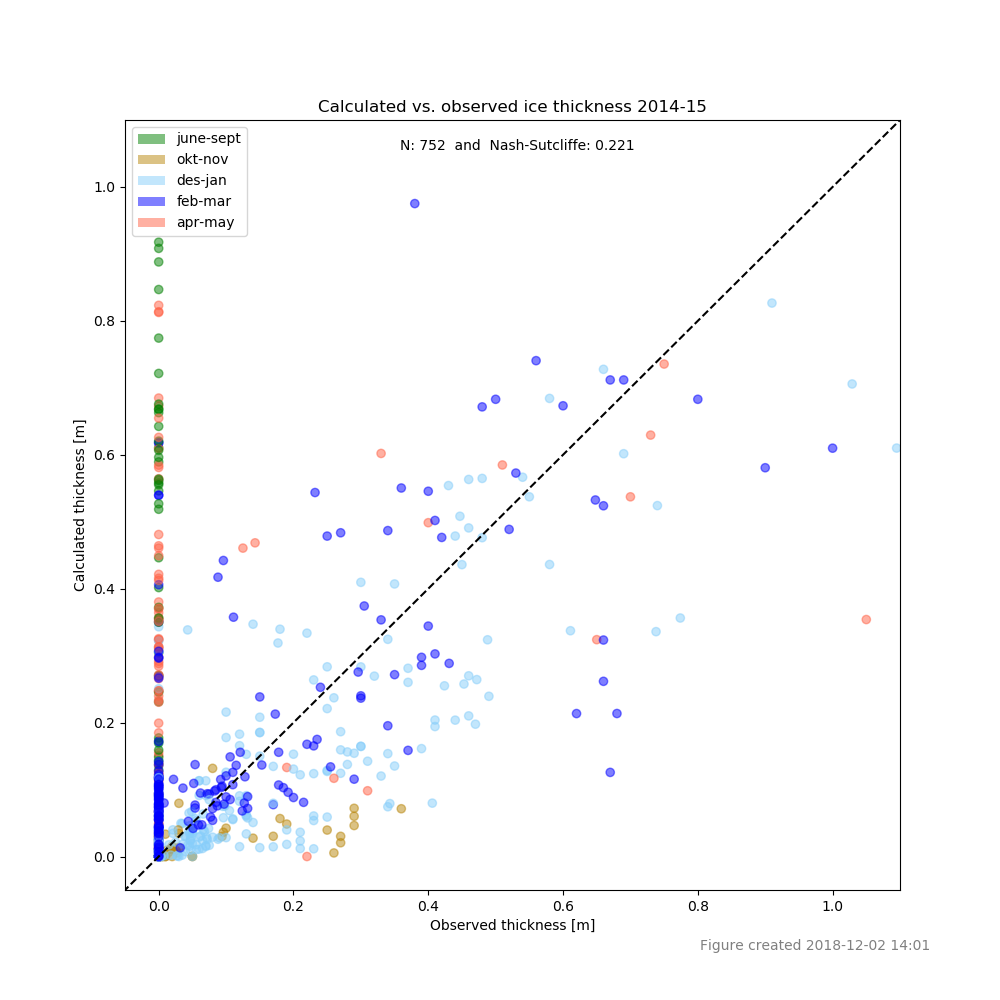 Calculated vs. observed ice thickness 2014-15
N: 752  and  Nash-Sutcliffe: 0.221
june-sept
okt-nov
des-jan
feb-mar
apr-may
Calculated thickness [m]
1.0
0.8
0.6
0.4
0.2
0.0
0.0 0.2 0.4 0.6 0.8 1.0
Observed thickness [m]
Figure created 2018-12-02 14:01